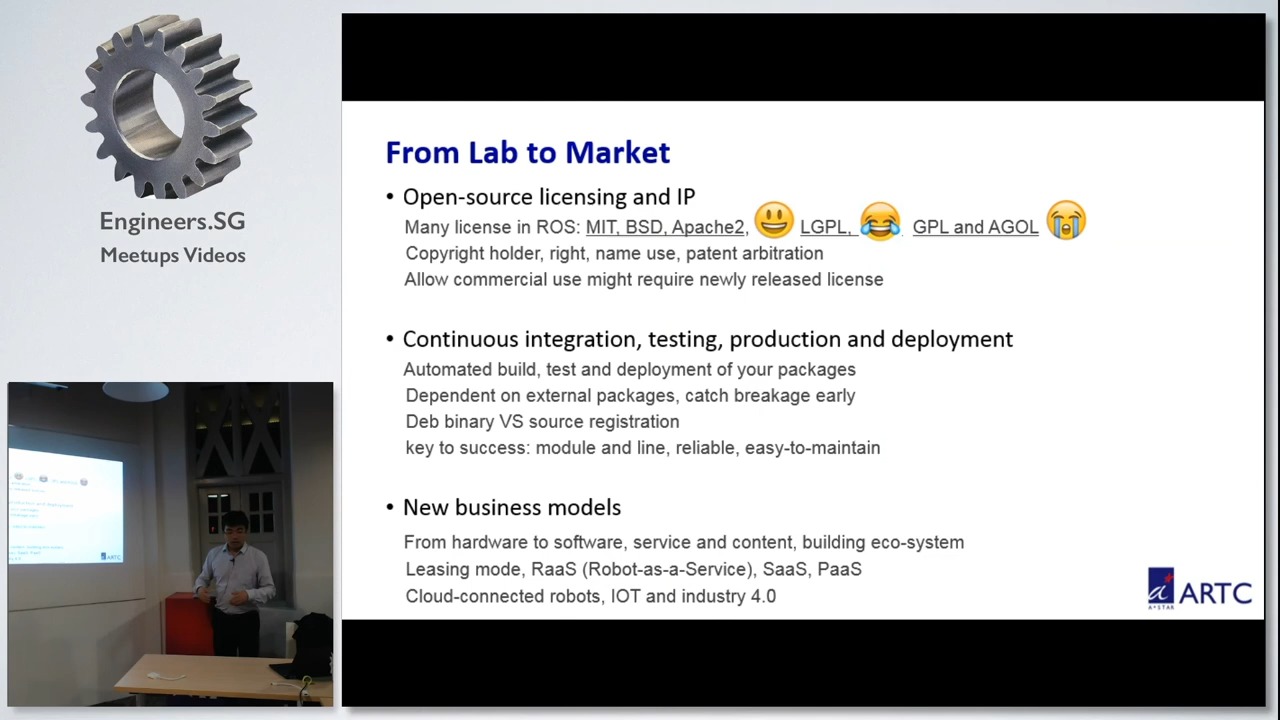 Engineers.SG
Meetups Videos
From Lab to Market
• Open-source licensing and IP
Many license in ROS: MIT, BSD, Apache2, 😃 LGPL, 😂 GPL and AGOL 😭
Copyright holder, right, name use, patent arbitration
Allow commercial use might require newly released license
• Continuous integration, testing, production and deployment
Automated build, test and deployment of your packages
Dependent on external packages, catch breakage early
Deb binary VS source registration
key to success: module and line, reliable, easy-to-maintain
• New business models
From hardware to software, service and content, building eco-system
Leasing mode, RaaS (Robot-as-a-Service), SaaS, PaaS
Cloud-connected robots, IOT and industry 4.0
A*STAR
ARTC
ARTC